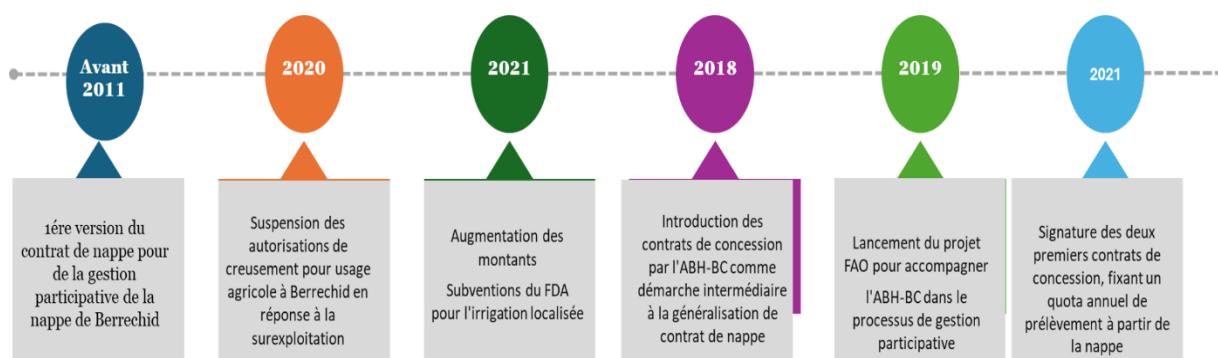 Avant
2011
1ére version du
contrat de nappe pour
de la gestion
participative de la
nappe de Berrechid
2020
Suspension des
autorisations de
creusement pour usage
agricole à Berrechid en
réponse à la
surexploitation
2021
Augmentation des
montants
Subventions du FDA
pour l'irrigation localisée
2018
Introduction des
contrats de concession
par l'ABH-BC comme
démarche intermédiaire
à la généralisation de
contrat de nappe
2019
Lancement du projet
FAO pour accompagner
l'ABH-BC dans le
processus de gestion
participative
2021
Signature des deux
premiers contrats de
concession, fixant un
quota annuel de
prélèvement à partir de
la nappe